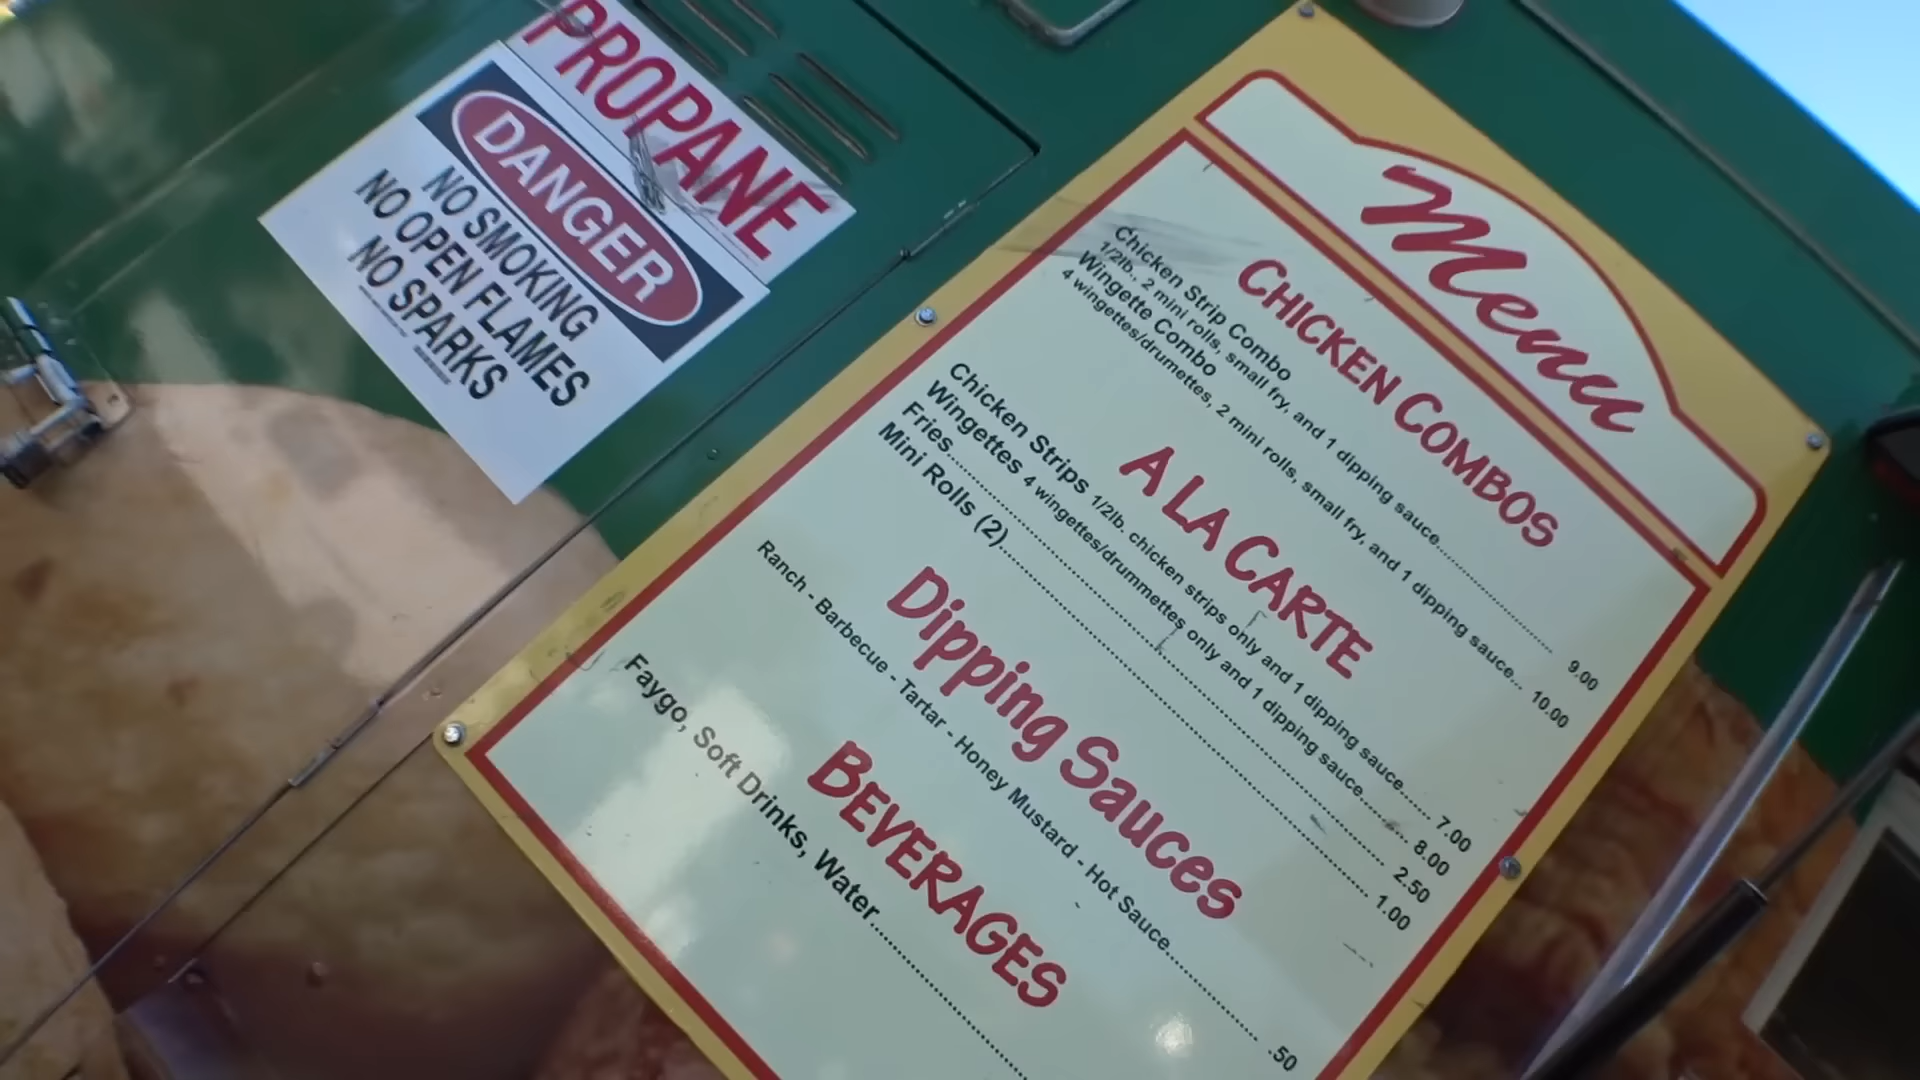 PROPANE
DANGER
NO SMOKING
NO OPEN FLAMES
NO SPARKS
Menu
CHICKEN COMBOS
Chicken Strip Combo
1/2lb., 2 mini rolls, small fry, and 1 dipping sauce........................ 9.00
Wingette Combo
4 wingettes/drumettes, 2 mini rolls, small fry, and 1 dipping sauce... 10.00
A LA CARTE
Chicken Strips 1/2lb. chicken strips only and 1 dipping sauce...... 7.00
Wingettes 4 wingettes/drummettes only and 1 dipping sauce........ 8.00
Fries.................................................................. 2.50
Mini Rolls (2)........................................................ 1.00
Dipping Sauces
Ranch - Barbecue - Tartar - Honey Mustard - Hot Sauce................ .50
BEVERAGES
Faygo, Soft Drinks, Water........................